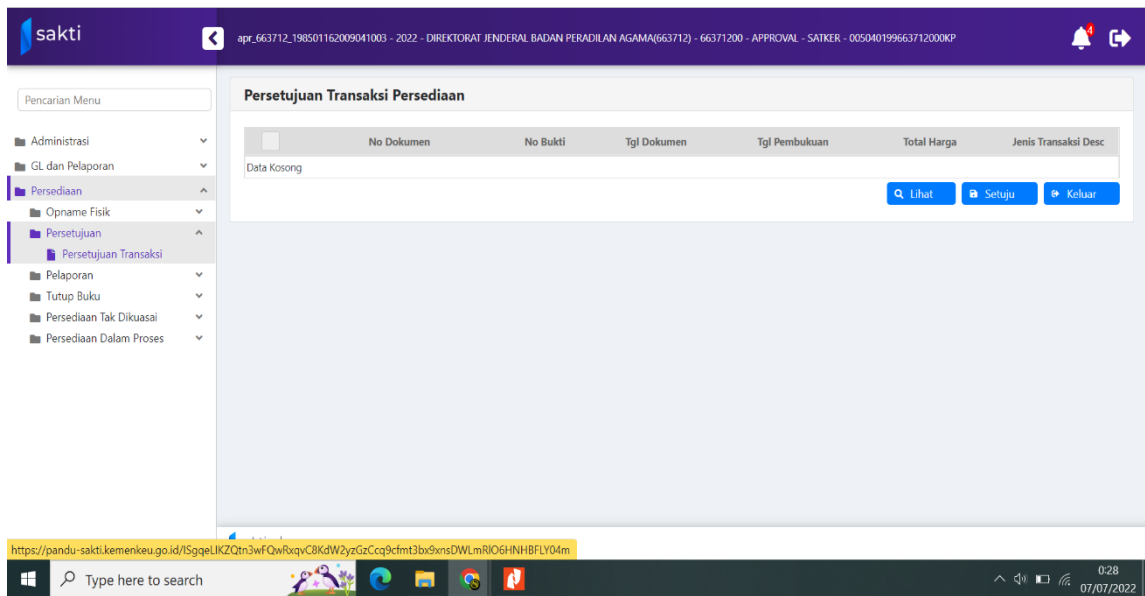 sakti
apr_663712_198501162009041003 - 2022 - DIREKTORAT JENDERAL BADAN PERADILAN AGAMA(663712) - 66371200 - APPROVAL - SATKER - 005040199663712000KP
4
Pencarian Menu
Administrasi
GL dan Pelaporan
Persediaan
Opname Fisik
Persetujuan
Persetujuan Transaksi
Pelaporan
Tutup Buku
Persediaan Tak Dikuasai
Persediaan Dalam Proses
Persetujuan Transaksi Persediaan
No Dokumen No Bukti Tgl Dokumen Tgl Pembukuan Total Harga Jenis Transaksi Desc
Data Kosong
Lihat Setuju Keluar
https://pandu-sakti.kemenkeu.go.id/ISgqeLIKZQtn3wFQwRxqvC8KdW2yzGzCcq9cfmt3bx9xnsDWLmRIO6HNHBFLY04m
Type here to search
0:28
07/07/2022